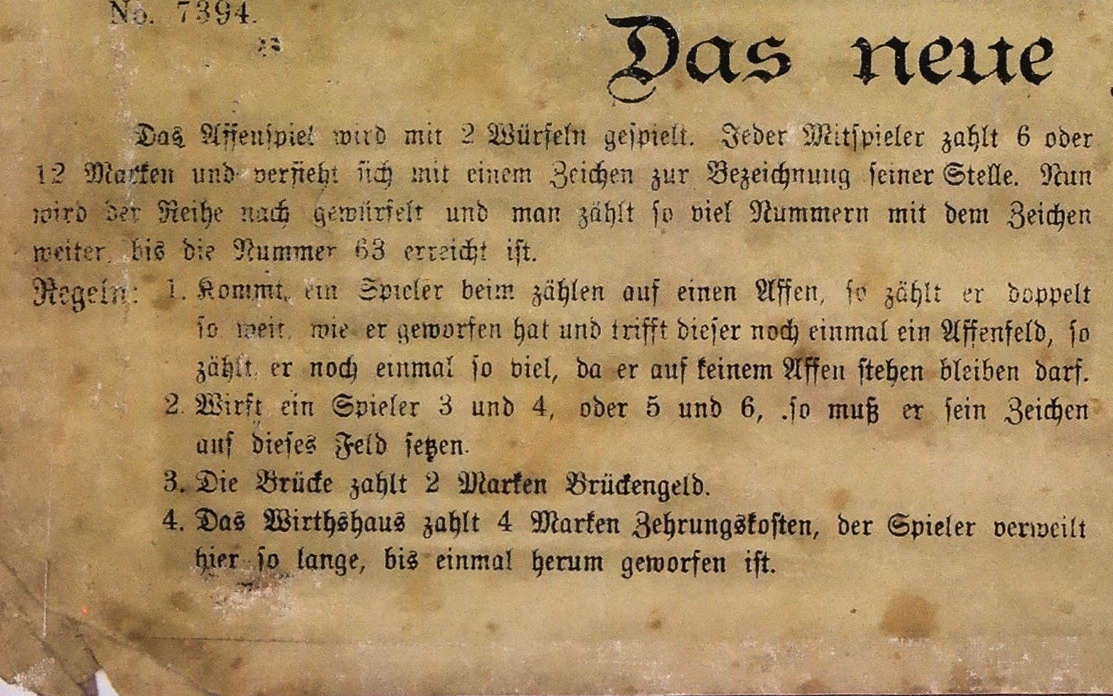 No. 7394.
Das neue
Das Affenspiel wird mit 2 Würfeln gespielt. Jeder Mitspieler zahlt 6 oder
12 Marken und versieht sich mit einem Zeichen zur Bezeichnung seiner Stelle. Nun
wird der Reihe nach gewürfelt und man zählt so viel Nummern mit dem Zeichen
weiter, bis die Nummer 63 erreicht ist.
Regeln: 1. Kommt ein Spieler beim zählen auf einen Affen, so zählt er doppelt
so weit, wie er geworfen hat und trifft dieser noch einmal ein Affenfeld, so
zählt er noch einmal so viel, da er auf keinem Affen stehen bleiben darf.
2. Wirft ein Spieler 3 und 4, oder 5 und 6, so muß er sein Zeichen
auf dieses Feld setzen.
3. Die Brücke zahlt 2 Marken Brückengeld.
4. Das Wirthshaus zahlt 4 Marken Zehrungskosten, der Spieler verweilt
hier so lange, bis einmal herum geworfen ist.